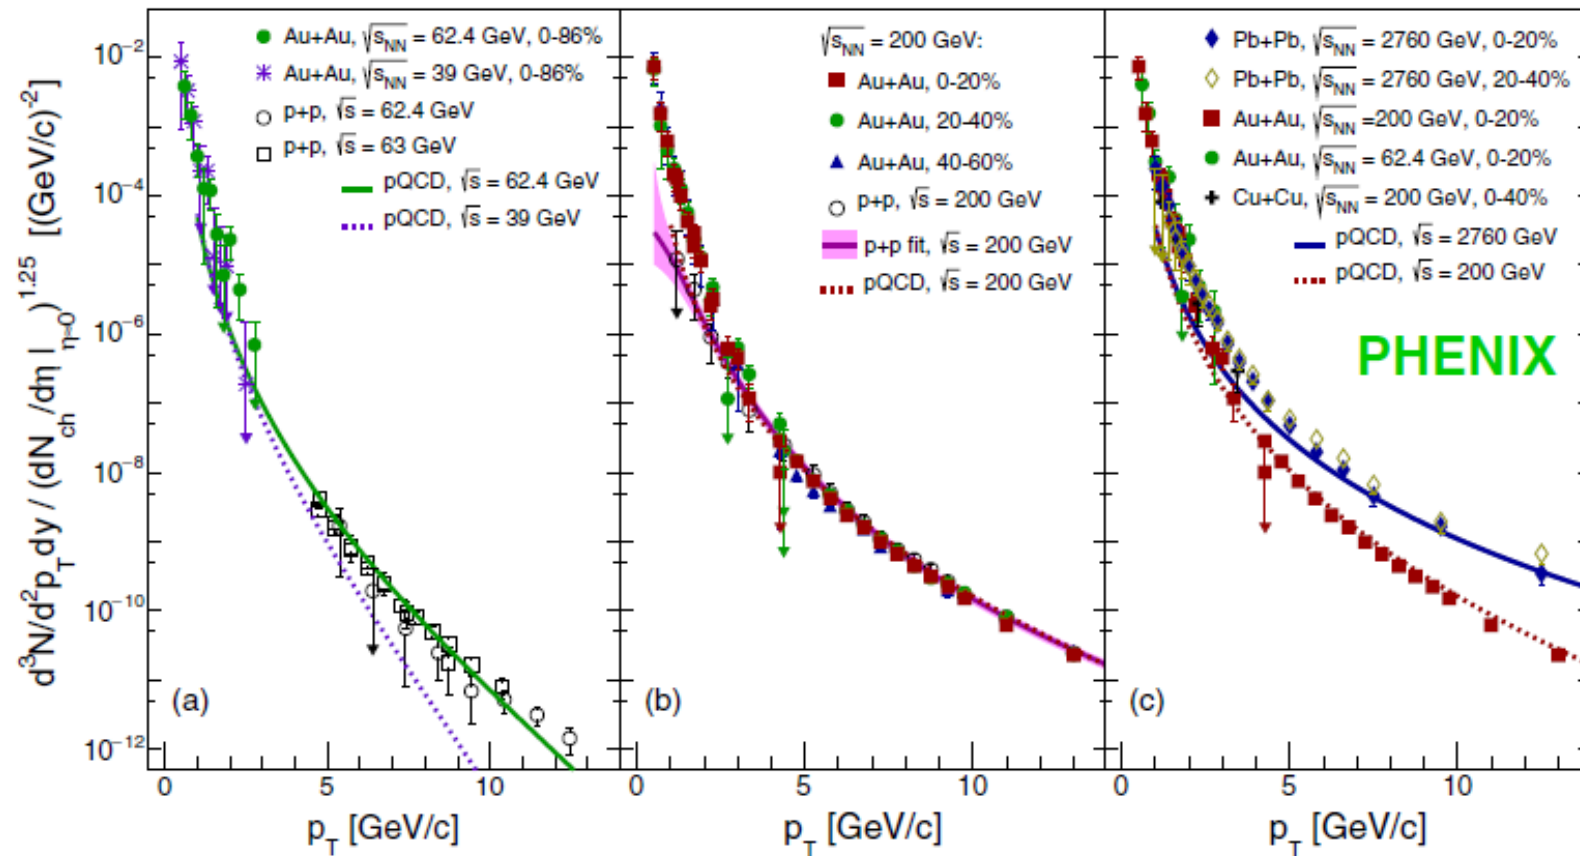 d³N/d²p_T dy / (dN_ch/dη |_η≈0)^1.25 [(GeV/c)^-2]
10^-2
10^-4
10^-6
10^-8
10^-10
10^-12
Au+Au, √s_NN = 62.4 GeV, 0-86%
Au+Au, √s_NN = 39 GeV, 0-86%
p+p, √s = 62.4 GeV
p+p, √s = 63 GeV
pQCD, √s = 62.4 GeV
pQCD, √s = 39 GeV
(a)
0 5 10
p_T [GeV/c]
√s_NN = 200 GeV:
Au+Au, 0-20%
Au+Au, 20-40%
Au+Au, 40-60%
p+p, √s = 200 GeV
p+p fit, √s = 200 GeV
pQCD, √s = 200 GeV
(b)
0 5 10
p_T [GeV/c]
Pb+Pb, √s_NN = 2760 GeV, 0-20%
Pb+Pb, √s_NN = 2760 GeV, 20-40%
Au+Au, √s_NN =200 GeV, 0-20%
Au+Au, √s_NN = 62.4 GeV, 0-20%
Cu+Cu, √s_NN = 200 GeV, 0-40%
pQCD, √s = 2760 GeV
pQCD, √s = 200 GeV
PHENIX
(c)
0 5 10
p_T [GeV/c]